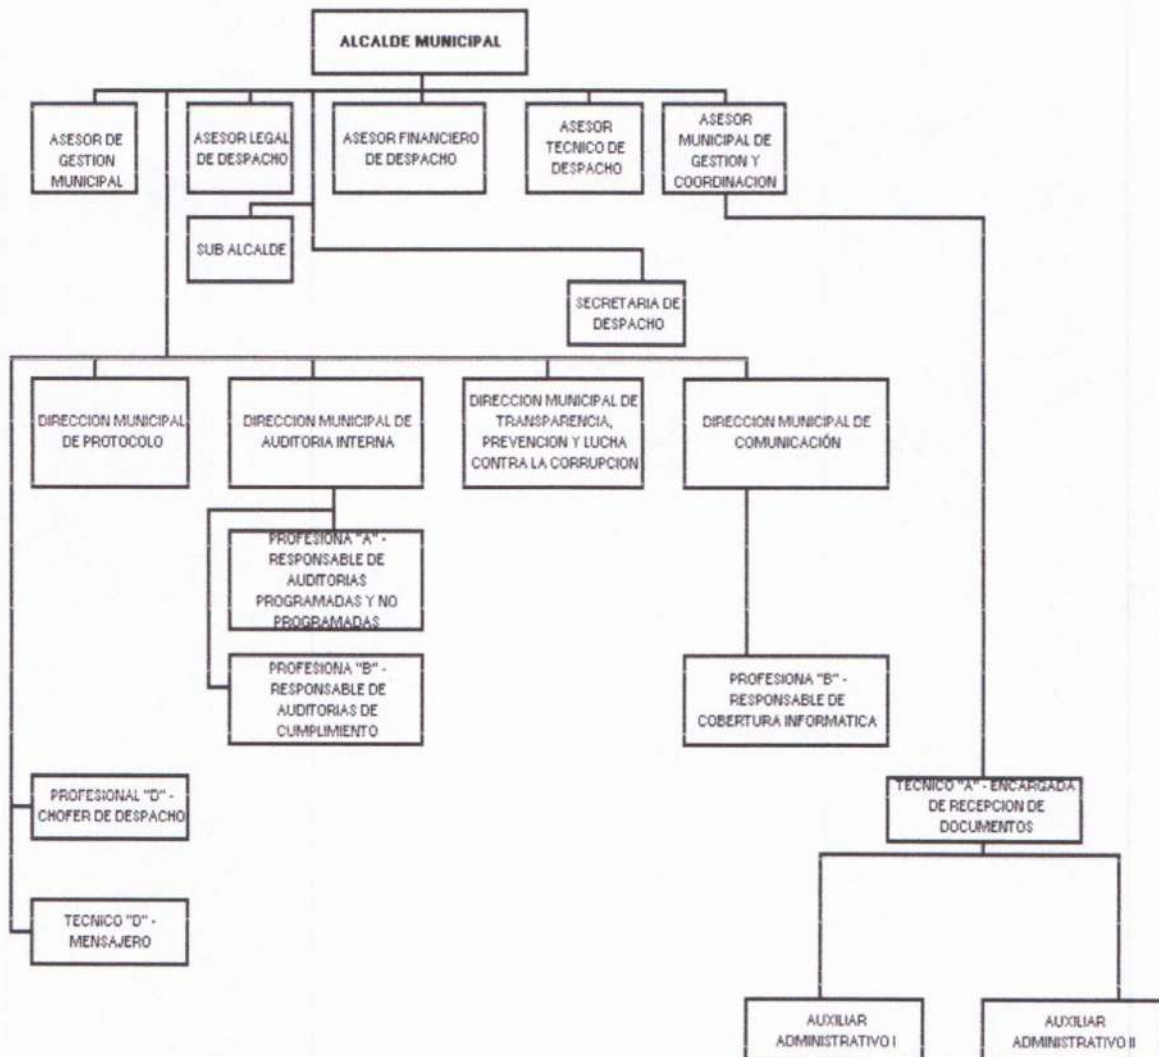 ALCALDE MUNICIPAL
ASESOR DE
GESTION
MUNICIPAL
ASESOR LEGAL
DE DESPACHO
ASESOR FINANCIERO
DE DESPACHO
ASESOR
TECNICO DE
DESPACHO
ASESOR
MUNICIPAL DE
GESTION Y
COORDINACION
SUB ALCALDE
SECRETARIA DE
DESPACHO
DIRECCION MUNICIPAL
DE PROTOCOLO
DIRECCION MUNICIPAL DE
AUDITORIA INTERNA
DIRECCION MUNICIPAL DE
TRANSPARENCIA,
PREVENCION Y LUCHA
CONTRA LA CORRUPCION
DIRECCION MUNICIPAL DE
COMUNICACIÓN
PROFESIONA "A" -
RESPONSABLE DE
AUDITORIAS
PROGRAMADAS Y NO
PROGRAMADAS
PROFESIONA "B" -
RESPONSABLE DE
AUDITORIAS DE
CUMPLIMIENTO
PROFESIONA "B" -
RESPONSABLE DE
COBERTURA INFORMATICA
PROFESIONAL "D" -
CHOFER DE DESPACHO
TECNICO "A" - ENCARGADA
DE RECEPCION DE
DOCUMENTOS
TECNICO "D" -
MENSAJERO
AUXILIAR
ADMINISTRATIVO I
AUXILIAR
ADMINISTRATIVO II